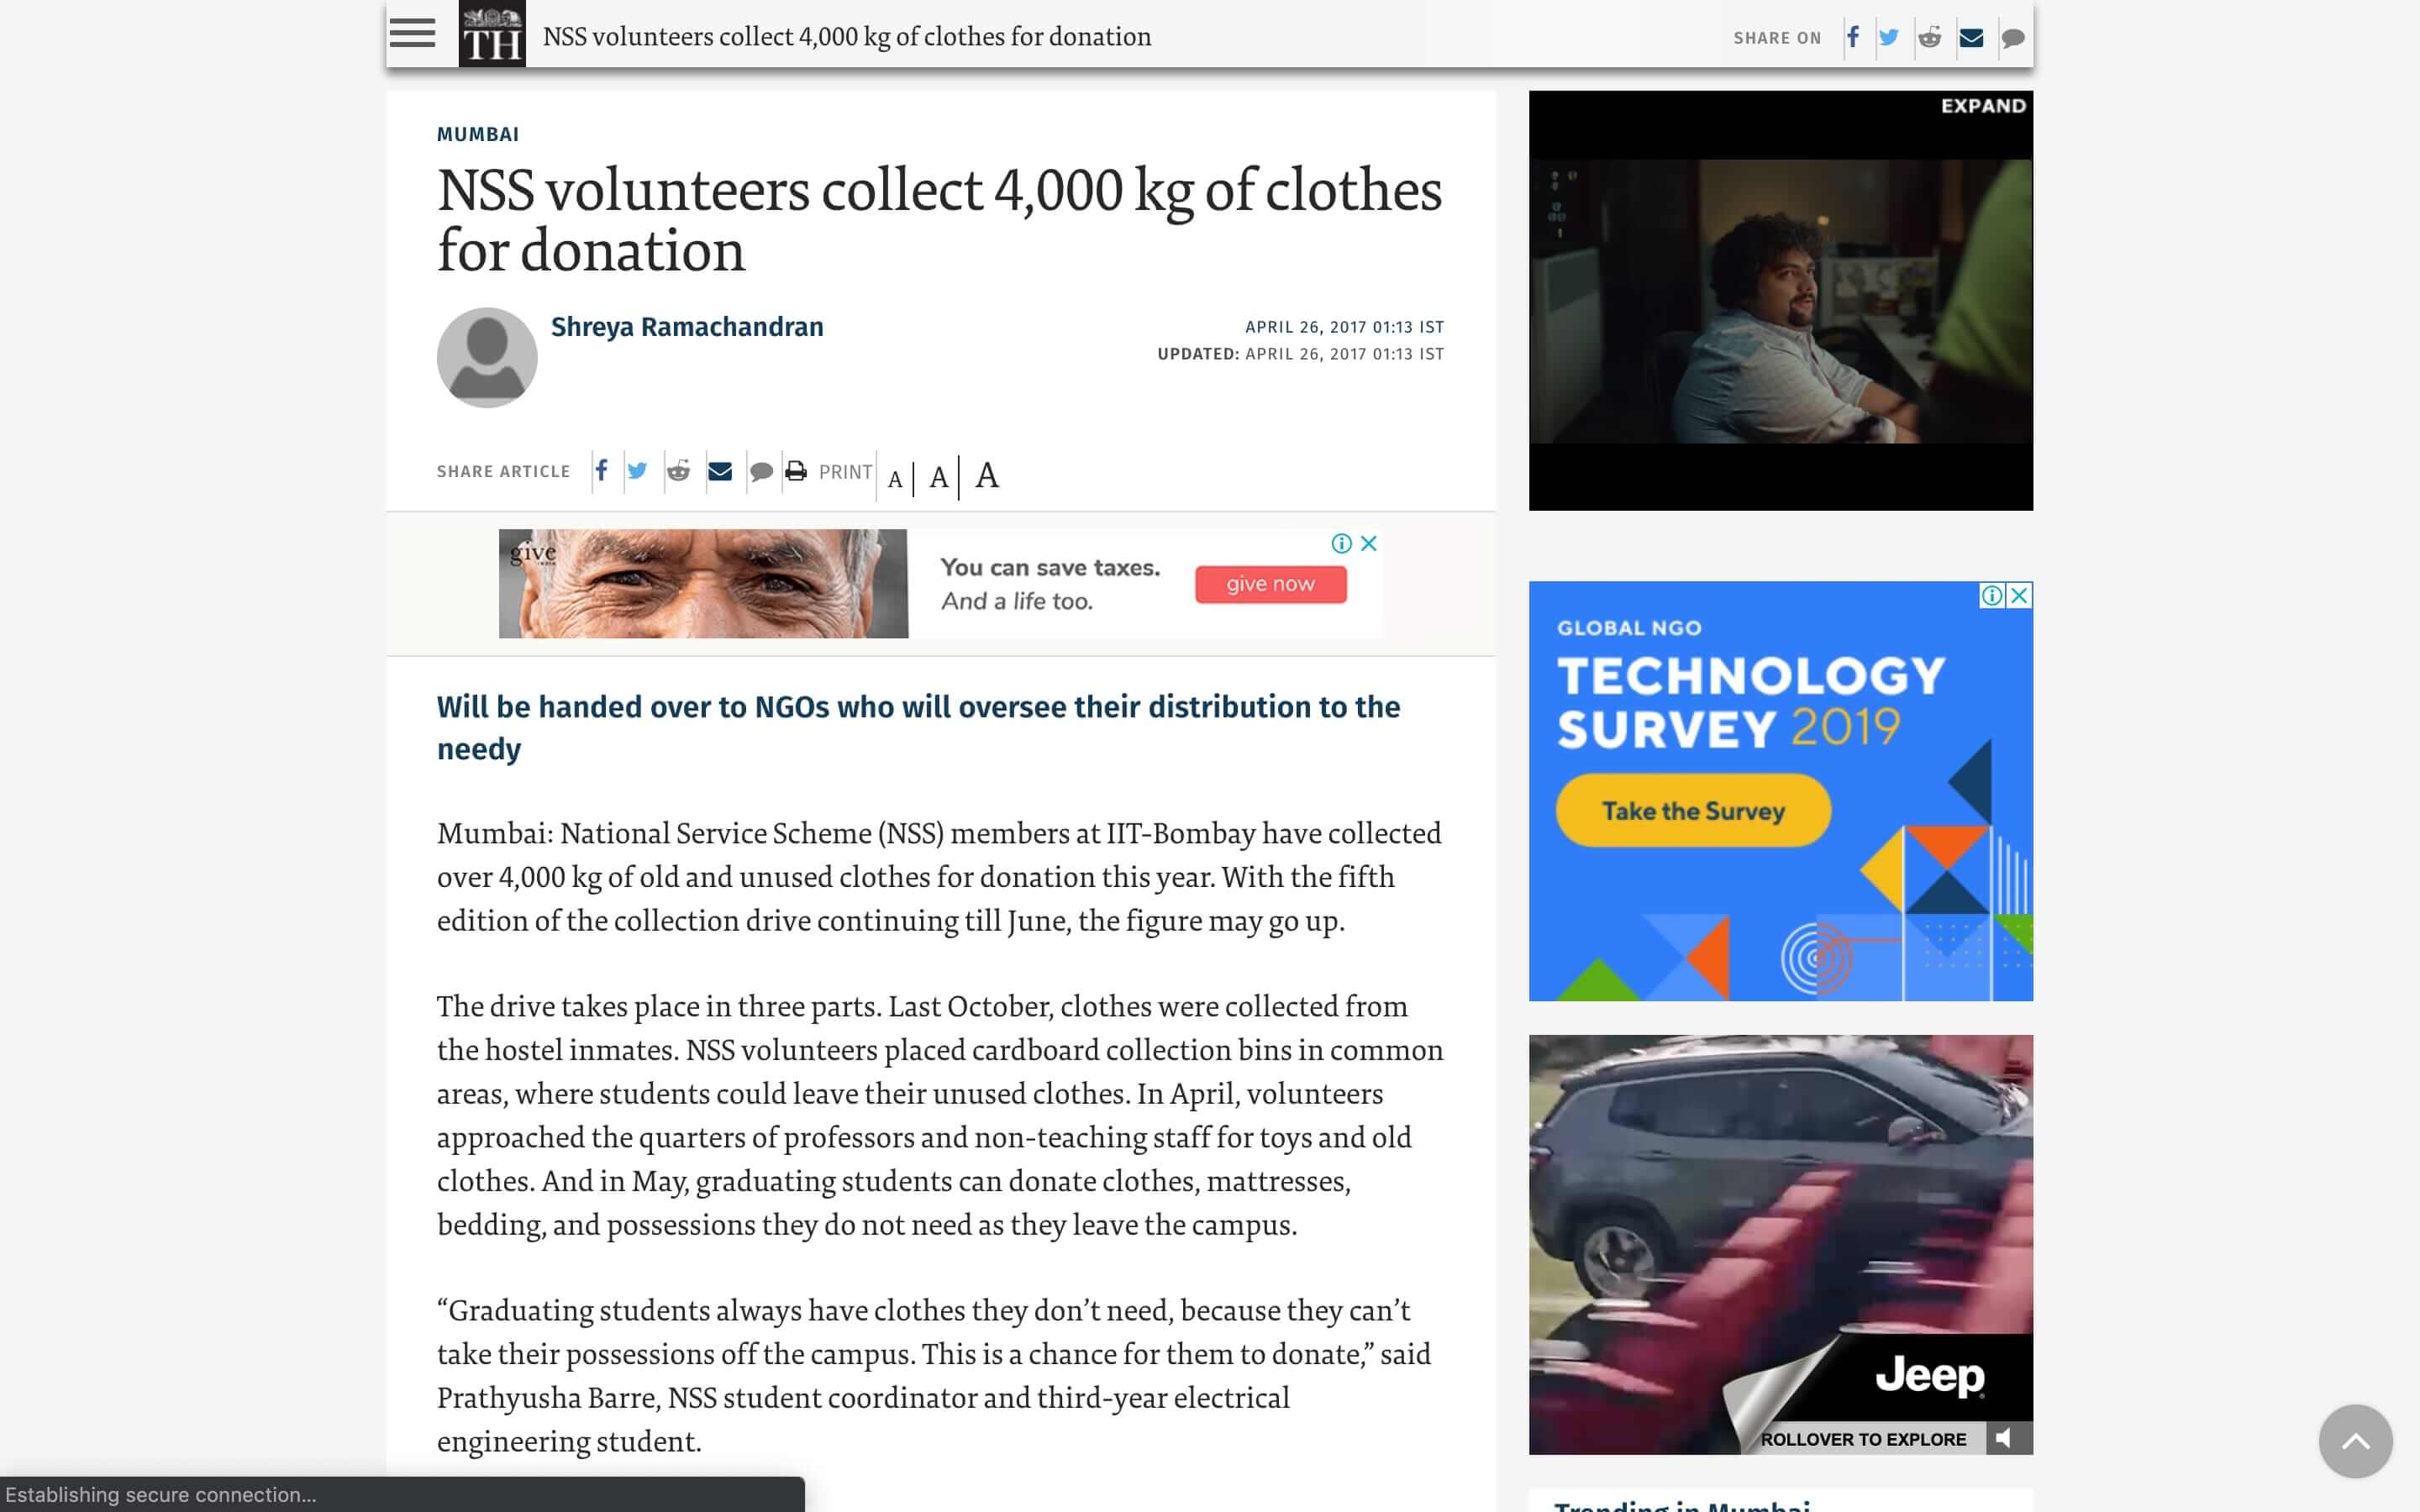 TH
NSS volunteers collect 4,000 kg of clothes for donation
SHARE ON
MUMBAI
NSS volunteers collect 4,000 kg of clothes
for donation
Shreya Ramachandran
APRIL 26, 2017 01:13 IST
UPDATED: APRIL 26, 2017 01:13 IST
SHARE ARTICLE
PRINT
A | A | A
give
You can save taxes.
And a life too.
give now
Will be handed over to NGOs who will oversee their distribution to the
needy
Mumbai: National Service Scheme (NSS) members at IIT-Bombay have collected
over 4,000 kg of old and unused clothes for donation this year. With the fifth
edition of the collection drive continuing till June, the figure may go up.
The drive takes place in three parts. Last October, clothes were collected from
the hostel inmates. NSS volunteers placed cardboard collection bins in common
areas, where students could leave their unused clothes. In April, volunteers
approached the quarters of professors and non-teaching staff for toys and old
clothes. And in May, graduating students can donate clothes, mattresses,
bedding, and possessions they do not need as they leave the campus.
“Graduating students always have clothes they don’t need, because they can’t
take their possessions off the campus. This is a chance for them to donate,” said
Prathyusha Barre, NSS student coordinator and third-year electrical
engineering student.
EXPAND
GLOBAL NGO
TECHNOLOGY
SURVEY 2019
Take the Survey
Jeep
ROLLOVER TO EXPLORE
Trending in Mumbai
Establishing secure connection...